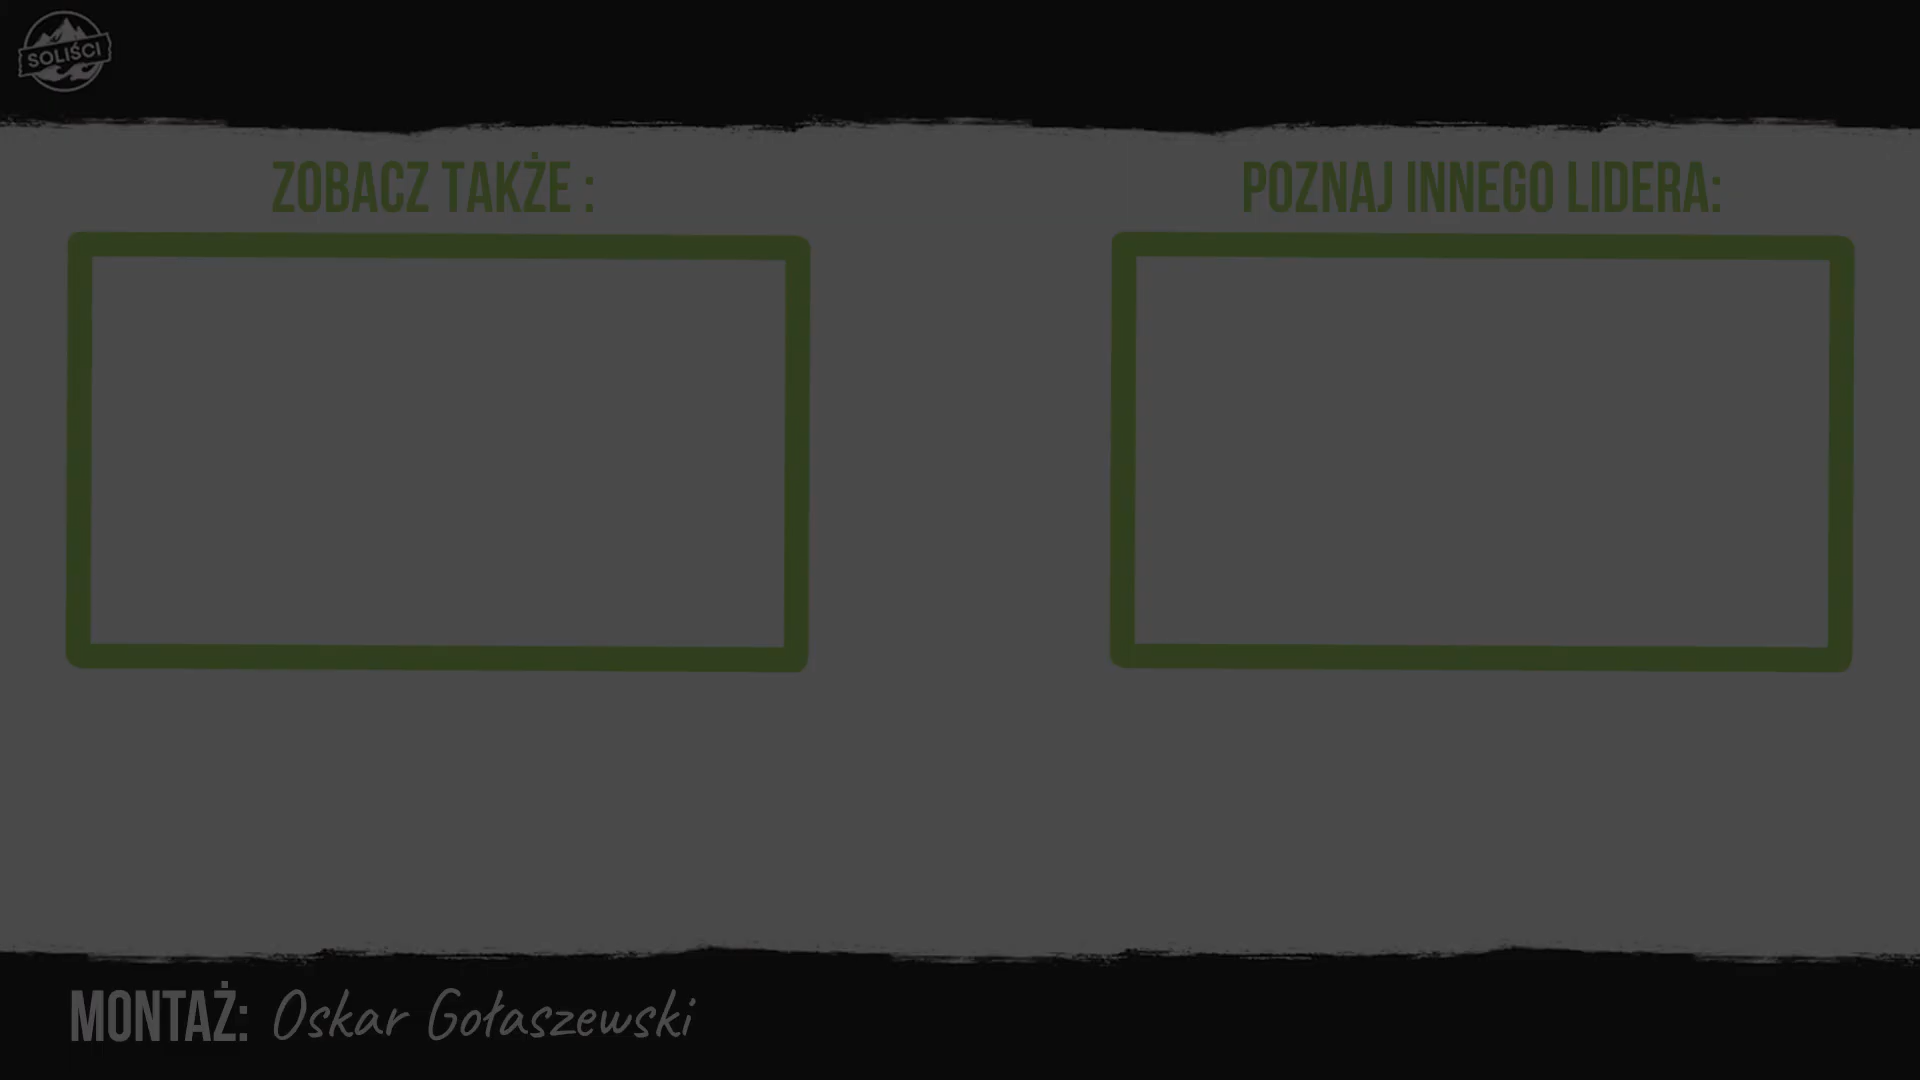 SOLIŚCI
ZOBACZ TAKŻE :
POZNAJ INNEGO LIDERA:
MONTAŻ: Oskar Gołaszewski